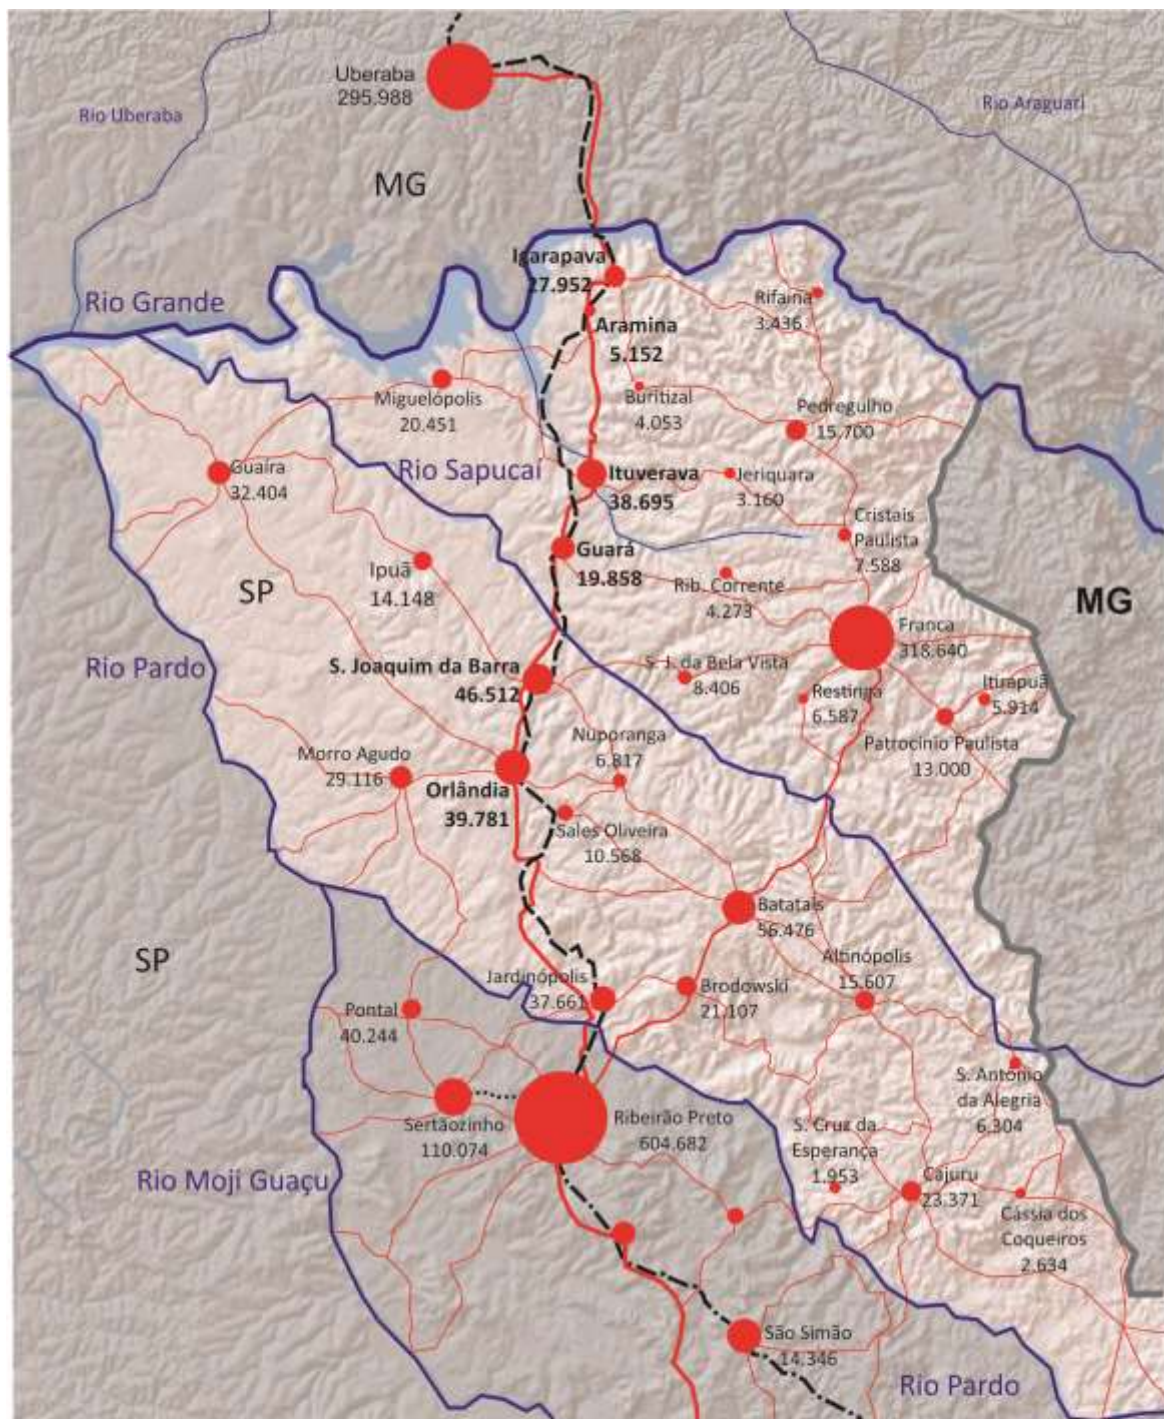 Uberaba
295.988
Rio Uberaba
Rio Araguari
MG
Igarapava
27.952
Rio Grande
Rifaina
3.436
Aramina
5.152
Miguelópolis
20.451
Buritizal
4.053
Pedregulho
15.700
Guaíra
32.404
Rio Sapucaí
Ituverava
38.695
Jeriquara
3.160
Cristais
Paulista
7.588
Guará
19.858
Ipuã
14.148
SP
Rib. Corrente
4.273
MG
Franca
318.640
Rio Pardo
S. Joaquim da Barra
46.512
S. J. da Bela Vista
8.406
Restinga
6.587
Itirapuã
5.914
Patrocínio Paulista
13.000
Nuporanga
6.817
Morro Agudo
29.116
Orlândia
39.781
Sales Oliveira
10.568
Batatais
56.476
SP
Altinópolis
15.607
Jardinópolis
37.661
Brodowski
21.107
Pontal
40.244
S. Antônio
da Alegria
6.304
Sertãozinho
110.074
Ribeirão Preto
604.682
S. Cruz da
Esperança
1.953
Rio Moji Guaçu
Cajuru
23.371
Cássia dos
Coqueiros
2.634
São Simão
14.346
Rio Pardo